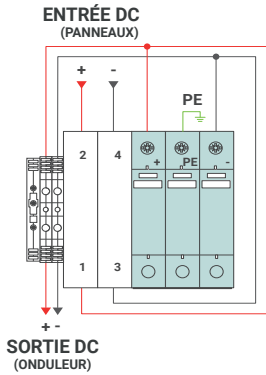 ENTRÉE DC
(PANNEAUX)
+ -
PE
2 4 + PE -
1 3
+ -
SORTIE DC
(ONDULEUR)